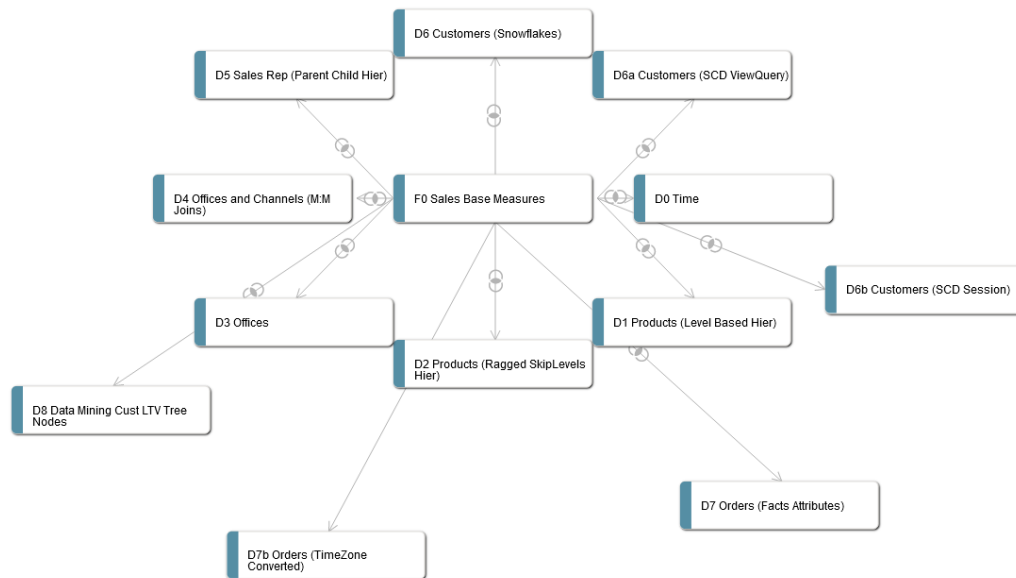 D6 Customers (Snowflakes)
D5 Sales Rep (Parent Child Hier)
D6a Customers (SCD ViewQuery)
D4 Offices and Channels (M:M
Joins)
F0 Sales Base Measures
D0 Time
D6b Customers (SCD Session)
D3 Offices
D1 Products (Level Based Hier)
D2 Products (Ragged SkipLevels
Hier)
D8 Data Mining Cust LTV Tree
Nodes
D7 Orders (Facts Attributes)
D7b Orders (TimeZone
Converted)